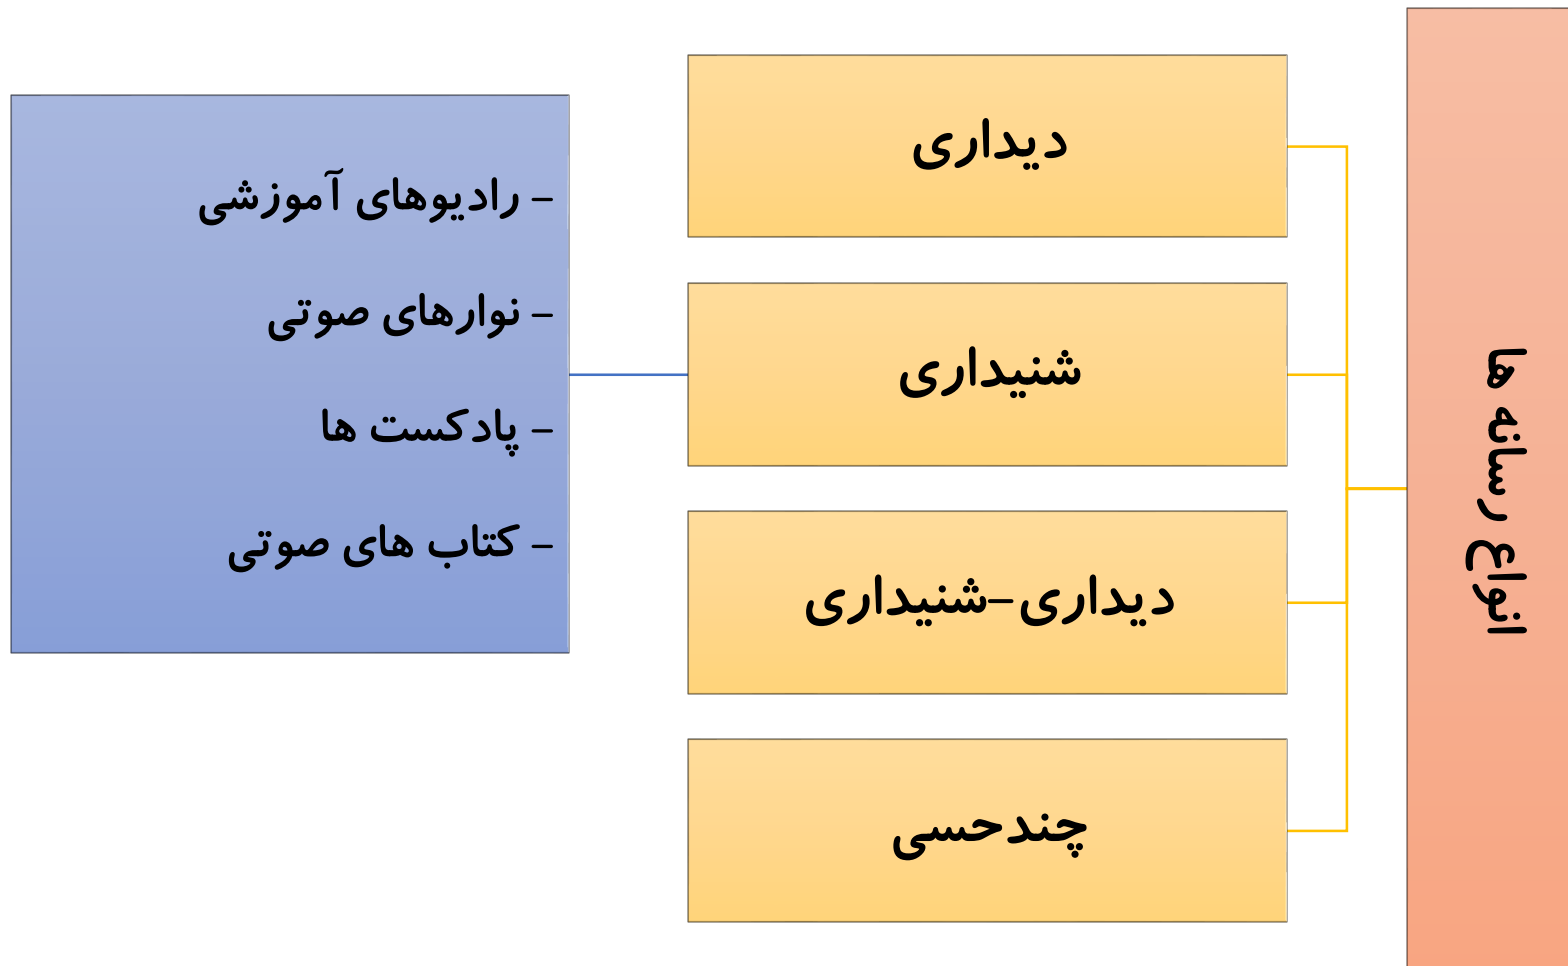 انواع رسانه ها
دیداری
شنیداری
دیداری-شنیداری
چندحسی
- رادیوهای آموزشی
- نوارهای صوتی
- پادکست ها
- کتاب های صوتی